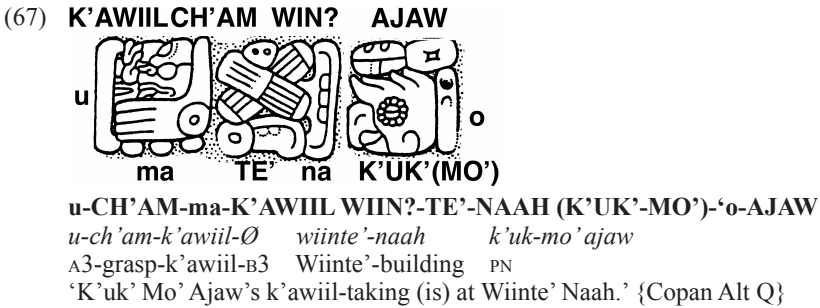 (67) K'AWIILCH'AM WIN? AJAW
u o
ma TE' na K'UK'(MO')
u-CH'AM-ma-K'AWIIL WIIN?-TE'-NAAH (K'UK'-MO')-‘o-AJAW
u-ch'am-k'awiil-Ø wiinte'-naah k'uk-mo' ajaw
A3-grasp-k'awiil-B3 Wiinte'-building PN
‘K'uk' Mo' Ajaw's k'awiil-taking (is) at Wiinte' Naah.’ {Copan Alt Q}